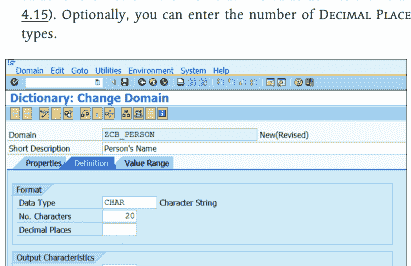 4.15). Optionally, you can enter the number of DECIMAL PLACE
types.
Domain Edit Goto Utilities Environment System Help
Dictionary: Change Domain
Domain ZCB_PERSON New(Revised)
Short Description Person's Name
Properties Definition Value Range
Format
Data Type CHAR Character String
No. Characters 20
Decimal Places
Output Characteristics